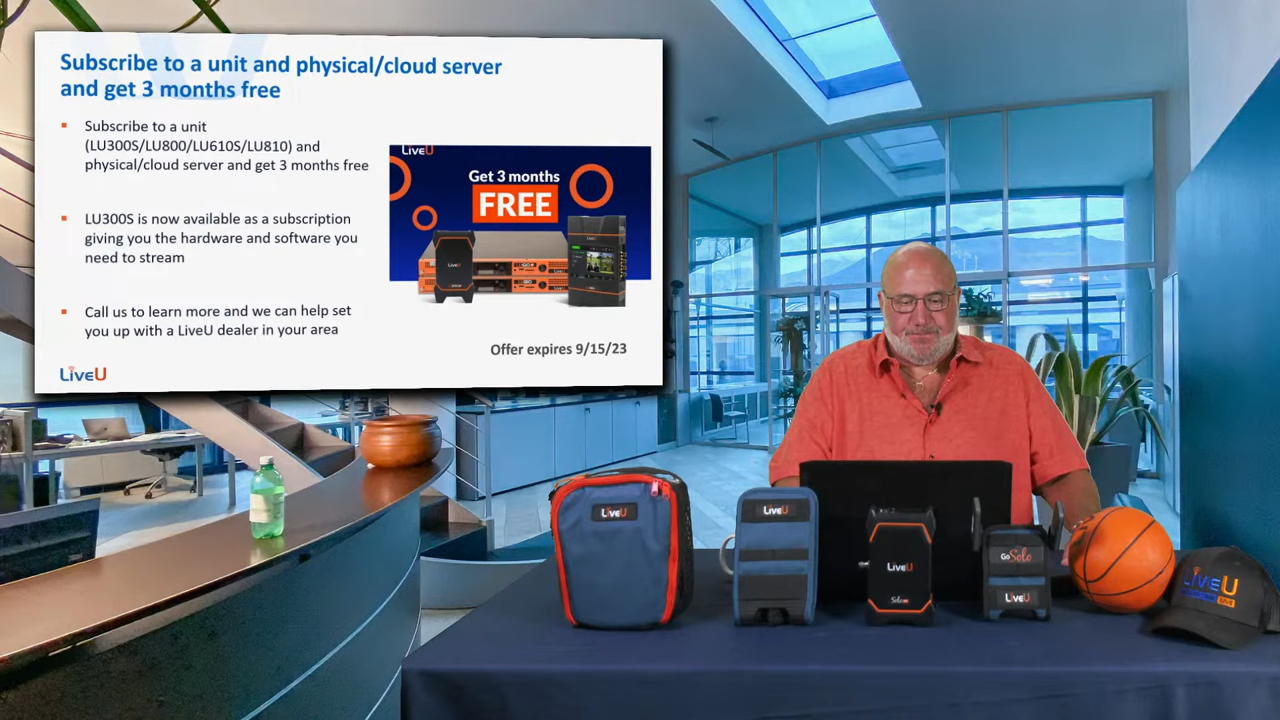 Subscribe to a unit and physical/cloud server
and get 3 months free
Subscribe to a unit
(LU300S/LU800/LU610S/LU810) and
physical/cloud server and get 3 months free
LU300S is now available as a subscription
giving you the hardware and software you
need to stream
Call us to learn more and we can help set
you up with a LiveU dealer in your area
LiveU
Get 3 months
FREE
LiveU
Offer expires 9/15/23
LiveU
LiveU
LiveU
LiveU
Solo
GoSolo
LiveU
LiveU